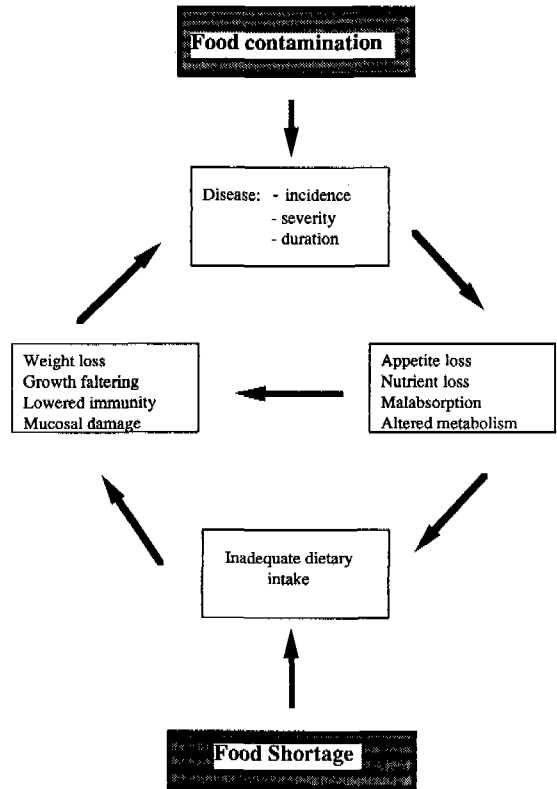 Food contamination
Disease: - incidence
- severity
- duration
Weight loss
Growth faltering
Lowered immunity
Mucosal damage
Appetite loss
Nutrient loss
Malabsorption
Altered metabolism
Inadequate dietary
intake
Food Shortage